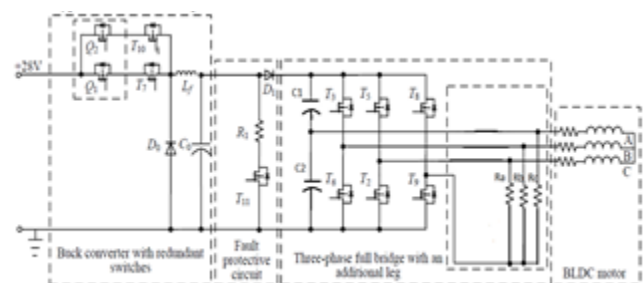 Q2 T10
+28V
Q1 T7 Lf D1
C1 T3 T5 T8
D0 C0 R1
A
B
C
C2 T6 T2 T9 Ra Rb Rc
T11
Buck converter with redundant
switches
Fault
protective
circuit
Three-phase full bridge with an
additional leg
BLDC motor